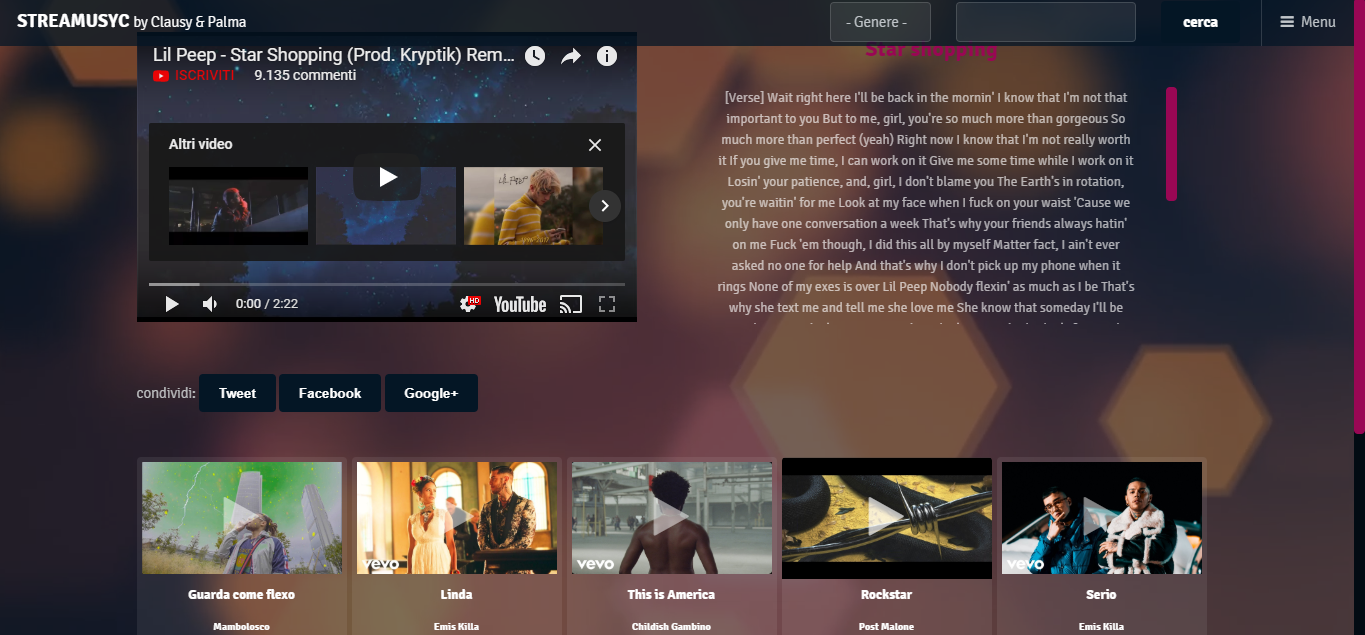 STREAMUSYC by Clausy & Palma
- Genere -
cerca
Menu
Lil Peep - Star Shopping (Prod. Kryptik) Rem...
ISCRIVITI
9.135 commenti
Altri video
Lil Peep
0:00 / 2:22
HD
YouTube
Star shopping
[Verse] Wait right here I'll be back in the mornin' I know that I'm not that
important to you But to me, girl, you're so much more than gorgeous So
much more than perfect (yeah) Right now I know that I'm not really worth
it If you give me time, I can work on it Give me some time while I work on it
Losin' your patience, and, girl, I don't blame you The Earth's in rotation,
you're waitin' for me Look at my face when I fuck on your waist 'Cause we
only have one conversation a week That's why your friends always hatin'
on me Fuck 'em though, I did this all by myself Matter fact, I ain't ever
asked no one for help And that's why I don't pick up my phone when it
rings None of my exes is over Lil Peep Nobody flexin' as much as I be That's
why she text me and tell me she love me She know that someday I'll be
condividi:
Tweet
Facebook
Google+
vevo
vevo
vevo
Guarda come flexo
Linda
This is America
Rockstar
Serio
Mambolosco
Emis Killa
Childish Gambino
Post Malone
Emis Killa